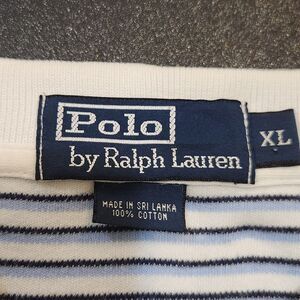 Polo
by Ralph Lauren
XL
MADE IN SRI LANKA
100% COTTON